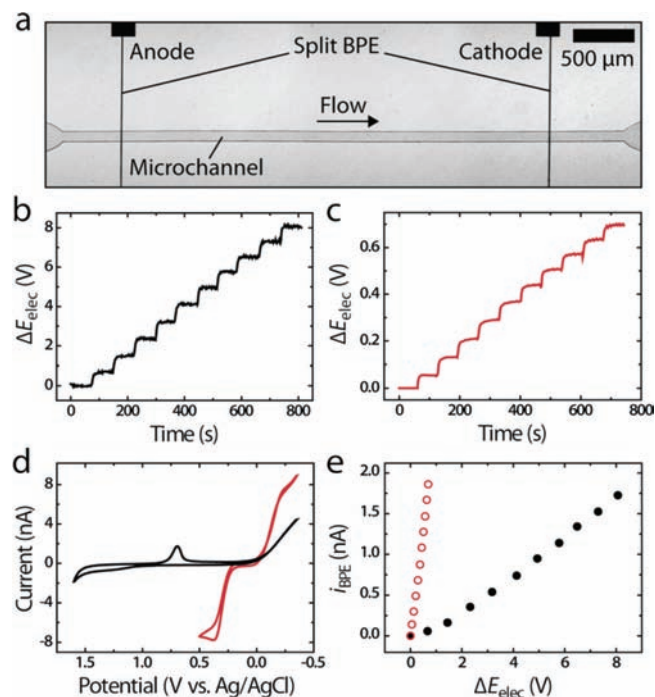 a
Anode
Split BPE
Cathode
500 μm
Flow
Microchannel
b
8
6
4
2
0
ΔEelec (V)
0 200 400 600 800
Time (s)
c
0.6
0.4
0.2
0.0
ΔEelec (V)
0 200 400 600
Time (s)
d
8
4
0
-4
-8
Current (nA)
1.5 1.0 0.5 0.0 -0.5
Potential (V vs. Ag/AgCl)
e
2.0
1.5
1.0
0.5
0.0
iBPE (nA)
0 2 4 6 8
ΔEelec (V)